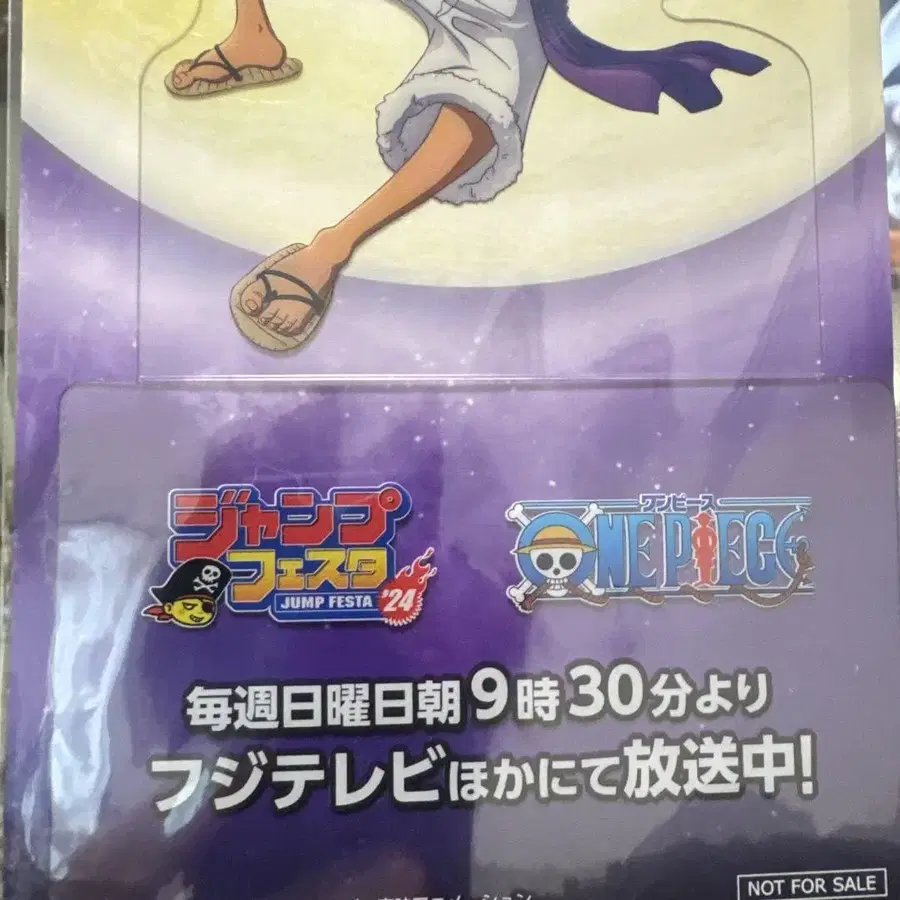 ジャンプ
フェスタ
JUMP FESTA '24
ワンピース
ONE PIECE
毎週日曜日朝9時30分より
フジテレビほかにて放送中!
NOT FOR SALE